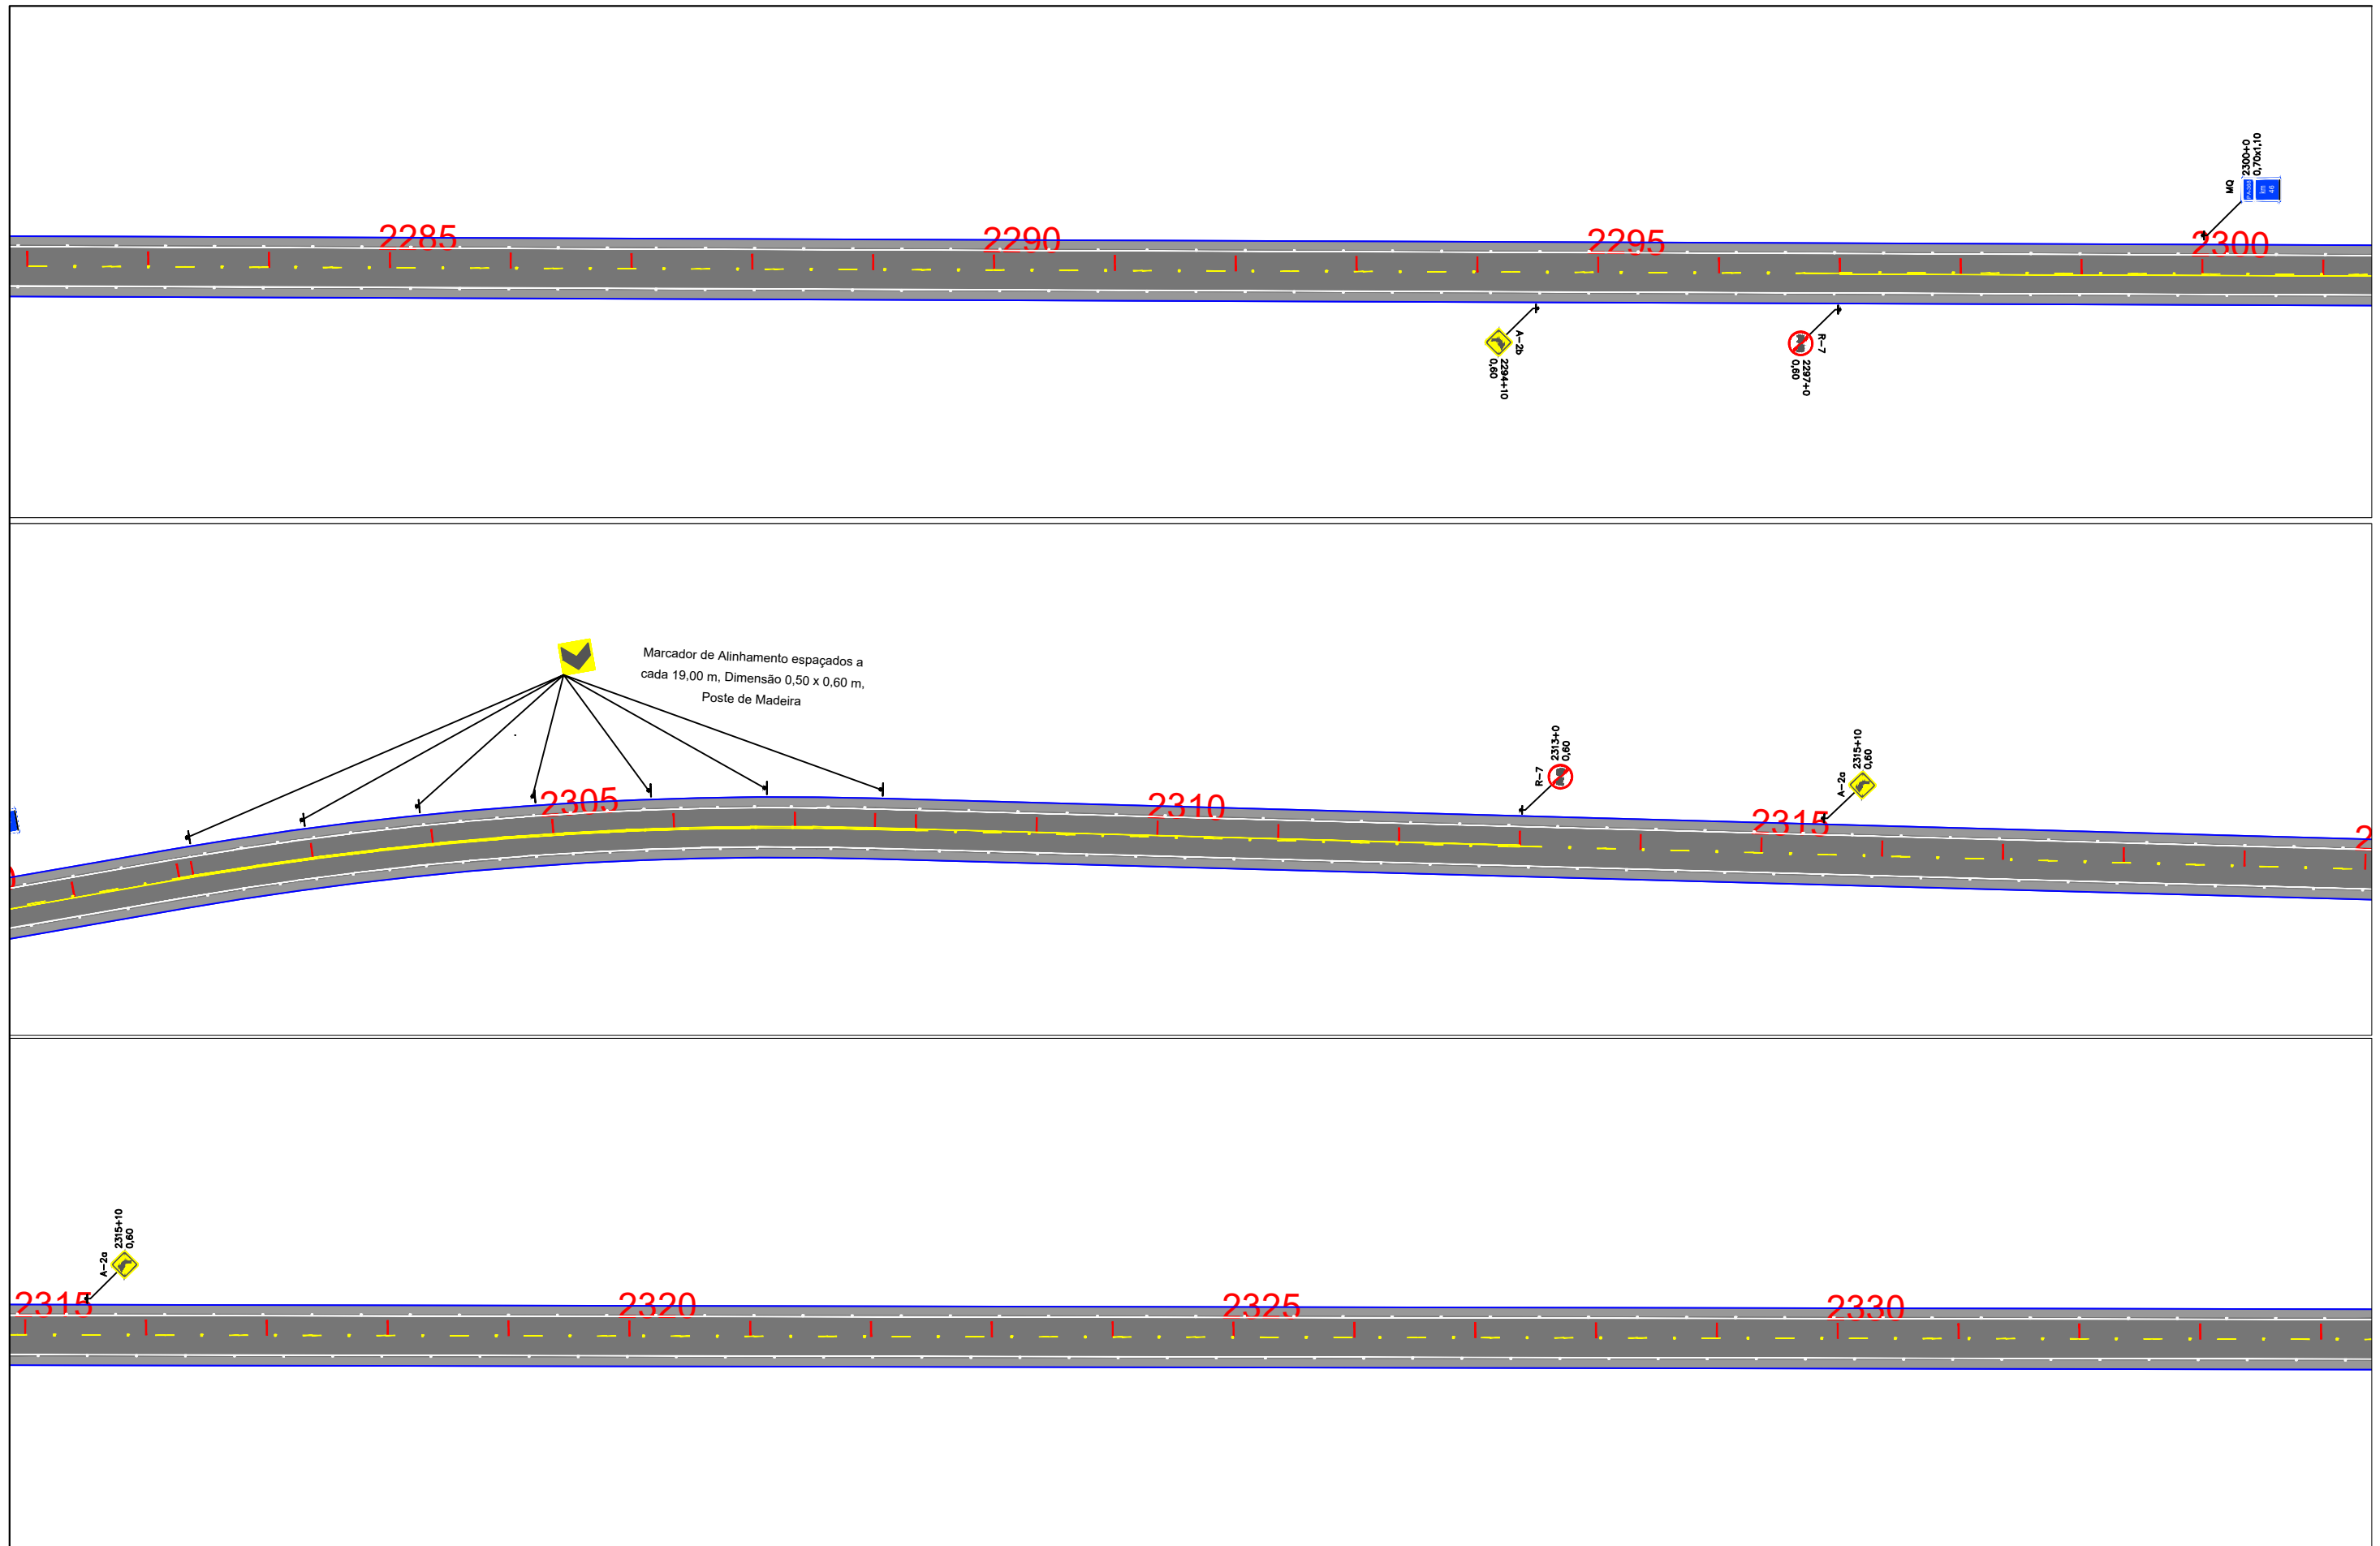 2300+0
0,70x1,10
MQ
km
46
2285
2290
2295
2300
A-2b
2294+10
0,60
R-7
2297+0
0,60
Marcador de Alinhamento espaçados a
cada 19,00 m, Dimensão 0,50 x 0,60 m,
Poste de Madeira
2313+0
0,60
R-7
2315+10
0,60
A-2a
2305
2310
2315
2
2315+10
0,60
A-2a
2315
2320
2325
2330